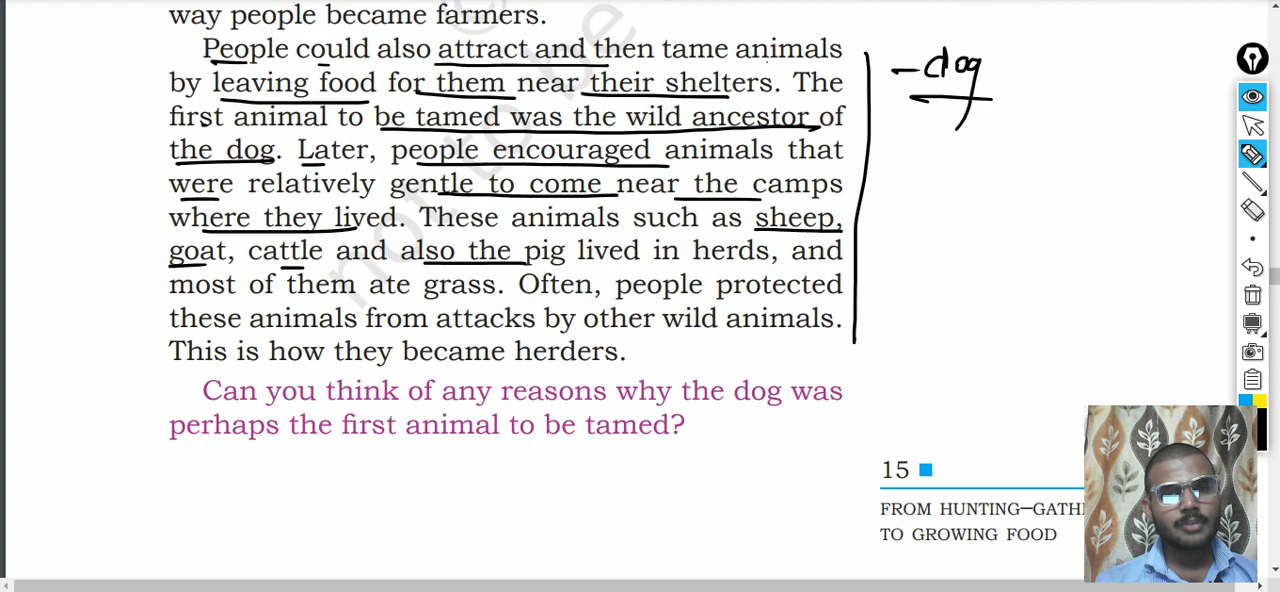 way people became farmers.
People could also attract and then tame animals
by leaving food for them near their shelters. The
first animal to be tamed was the wild ancestor of
the dog. Later, people encouraged animals that
were relatively gentle to come near the camps
where they lived. These animals such as sheep,
goat, cattle and also the pig lived in herds, and
most of them ate grass. Often, people protected
these animals from attacks by other wild animals.
This is how they became herders.
Can you think of any reasons why the dog was
perhaps the first animal to be tamed?
- dog
not to be
©
15
FROM HUNTING–GATH
TO GROWING FOOD